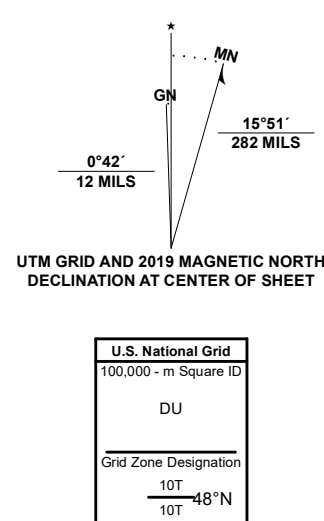 ★
MN
GN
15°51´
282 MILS
0°42´
12 MILS
UTM GRID AND 2019 MAGNETIC NORTH
DECLINATION AT CENTER OF SHEET
U.S. National Grid
100,000 - m Square ID
DU
Grid Zone Designation
10T
48°N
10T